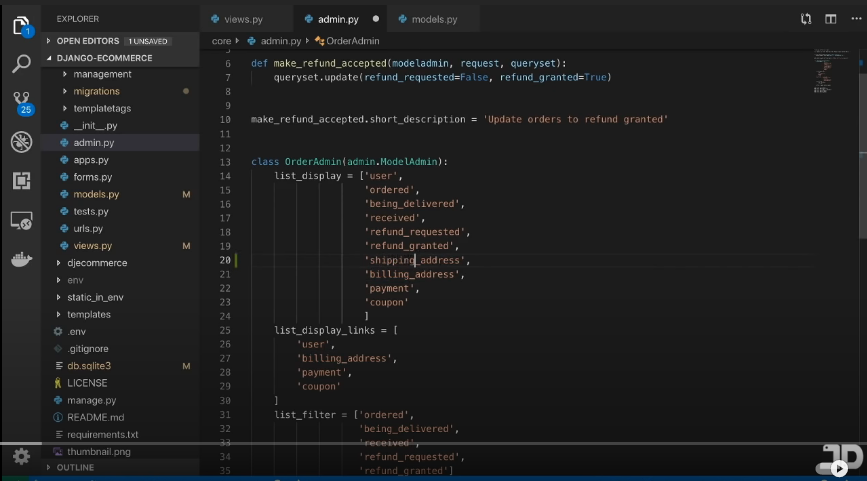 EXPLORER
views.py
admin.py
models.py
OPEN EDITORS 1 UNSAVED
core
admin.py
OrderAdmin
DJANGO-ECOMMERCE
1
management
migrations
templatetags
25
__init__.py
admin.py
apps.py
forms.py
models.py M
tests.py
urls.py
views.py M
djecommerce
env
static_in_env
templates
.env
.gitignore
db.sqlite3 M
LICENSE
manage.py
README.md
requirements.txt
thumbnail.png
OUTLINE
6 def make_refund_accepted(modeladmin, request, queryset):
7 queryset.update(refund_requested=False, refund_granted=True)
8
9
10 make_refund_accepted.short_description = 'Update orders to refund granted'
11
12
13 class OrderAdmin(admin.ModelAdmin):
14 list_display = ['user',
15 'ordered',
16 'being_delivered',
17 'received',
18 'refund_requested',
19 'refund_granted',
20 'shipping_address',
21 'billing_address',
22 'payment',
23 'coupon'
24 ]
25 list_display_links = [
26 'user',
27 'billing_address',
28 'payment',
29 'coupon'
30 ]
31 list_filter = ['ordered',
32 'being_delivered',
33 'received',
34 'refund_requested',
35 'refund_granted']
JD